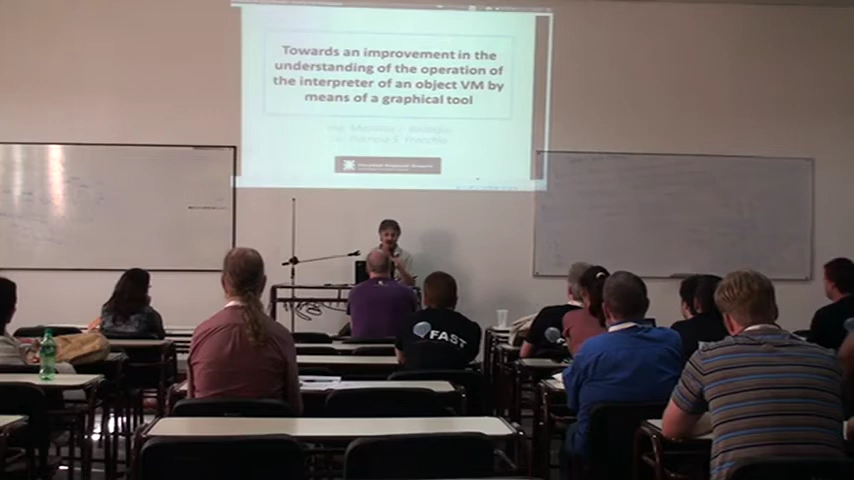 Towards an improvement in the
understanding of the operation of
the interpreter of an object VM by
means of a graphical tool
FAST